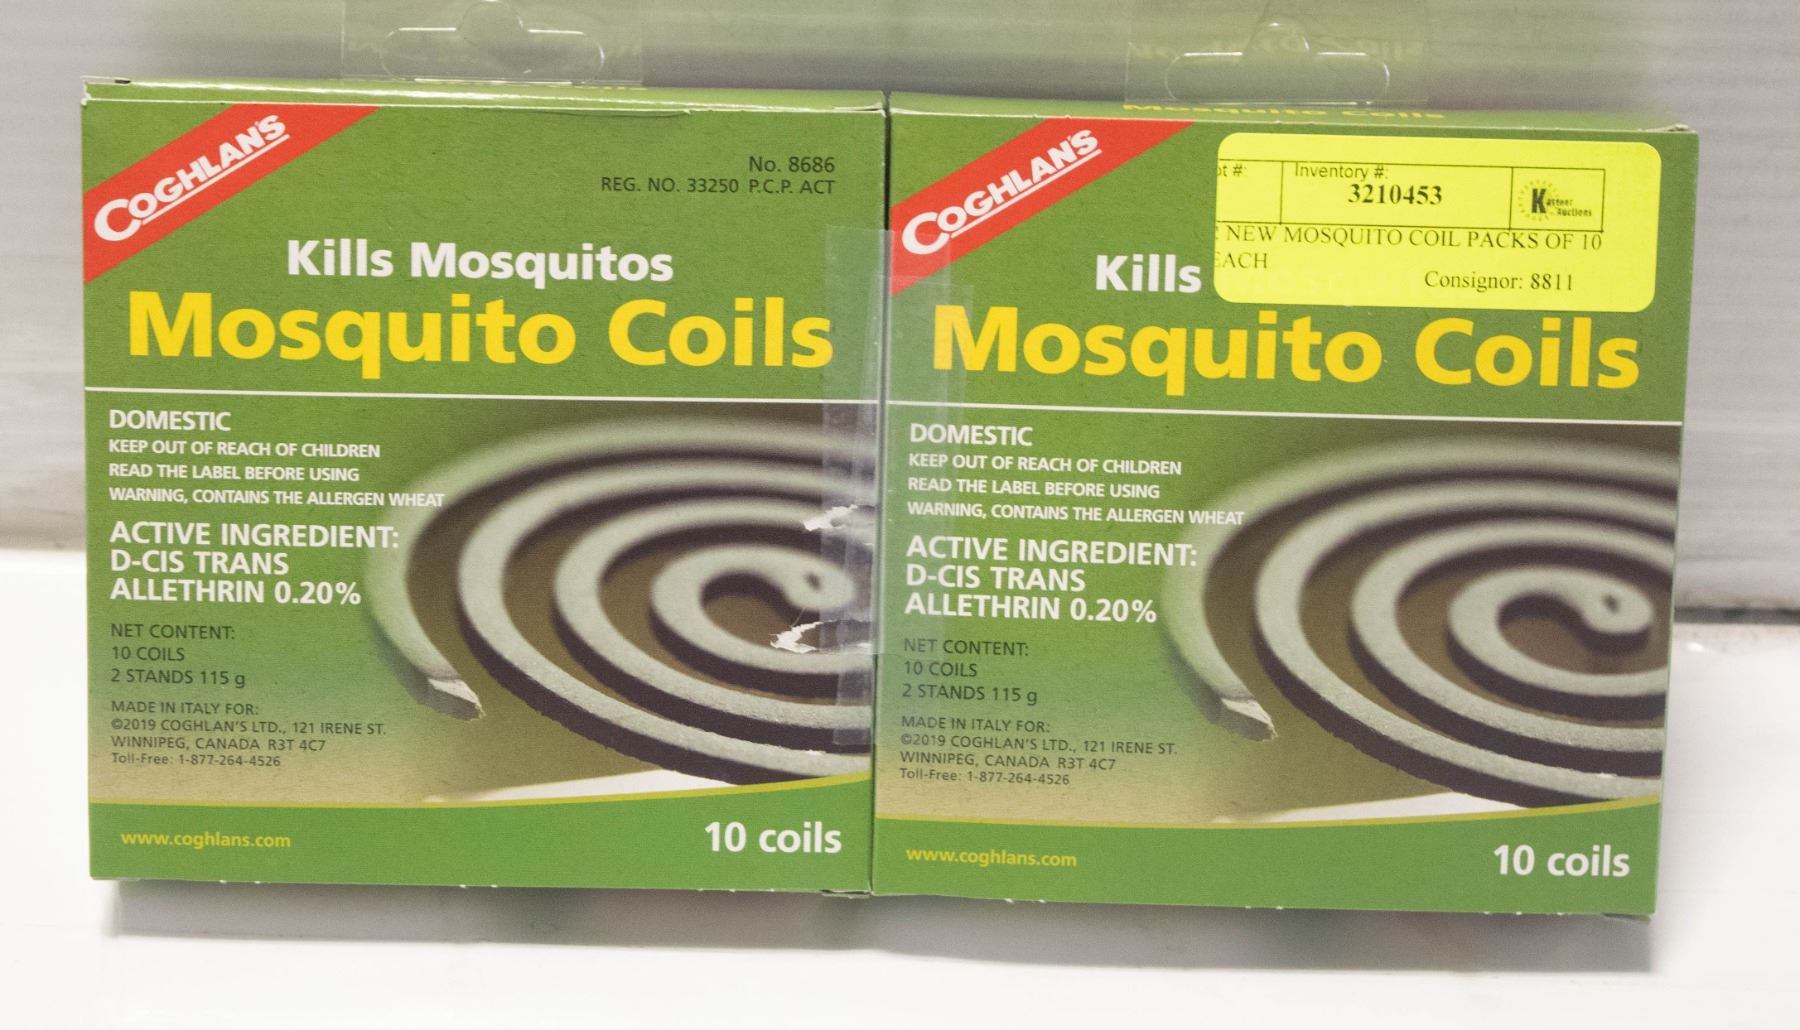 COGHLAN'S
No. 8686
REG. NO. 33250 P.C.P. ACT
Kills Mosquitos
Mosquito Coils
DOMESTIC
KEEP OUT OF REACH OF CHILDREN
READ THE LABEL BEFORE USING
WARNING, CONTAINS THE ALLERGEN WHEAT
ACTIVE INGREDIENT:
D-CIS TRANS
ALLETHRIN 0.20%
NET CONTENT:
10 COILS
2 STANDS 115 g
MADE IN ITALY FOR:
©2019 COGHLAN'S LTD., 121 IRENE ST.
WINNIPEG, CANADA R3T 4C7
Toll-Free: 1-877-264-4526
www.coghlans.com
10 coils
Mosquito Coils
COGHLAN'S
Inventory #:
3210453
Kastner
Auctions
NEW MOSQUITO COIL PACKS OF 10
EACH
Consignor: 8811
Kills
Mosquito Coils
DOMESTIC
KEEP OUT OF REACH OF CHILDREN
READ THE LABEL BEFORE USING
WARNING, CONTAINS THE ALLERGEN WHEAT
ACTIVE INGREDIENT:
D-CIS TRANS
ALLETHRIN 0.20%
NET CONTENT:
10 COILS
2 STANDS 115 g
MADE IN ITALY FOR:
©2019 COGHLAN'S LTD., 121 IRENE ST.
WINNIPEG, CANADA R3T 4C7
Toll-Free: 1-877-264-4526
www.coghlans.com
10 coils